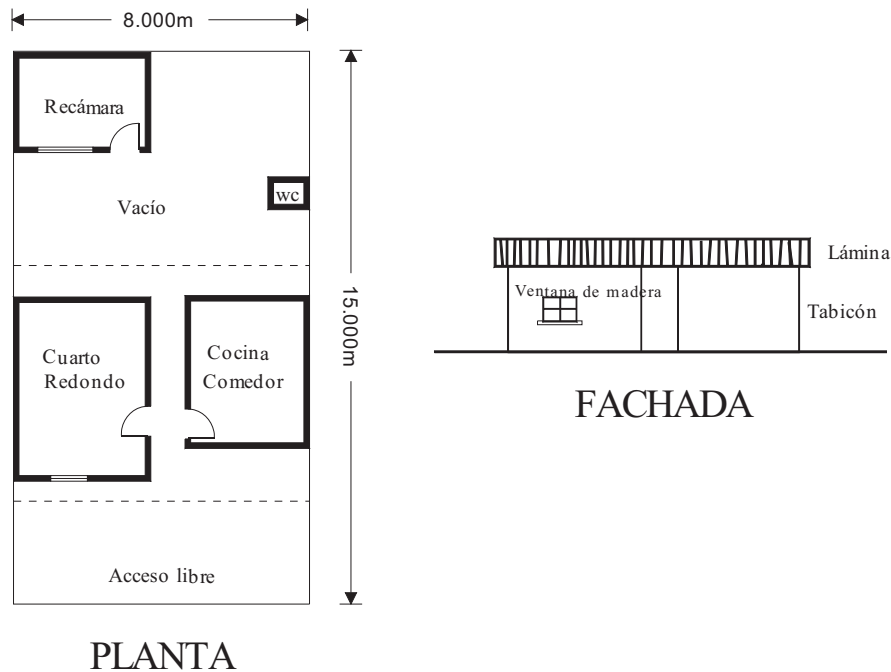 8.000m
Recámara
wc
Vacío
15.000m
Cuarto
Redondo
Cocina
Comedor
Acceso libre
PLANTA
Lámina
Ventana de madera
Tabicón
FACHADA